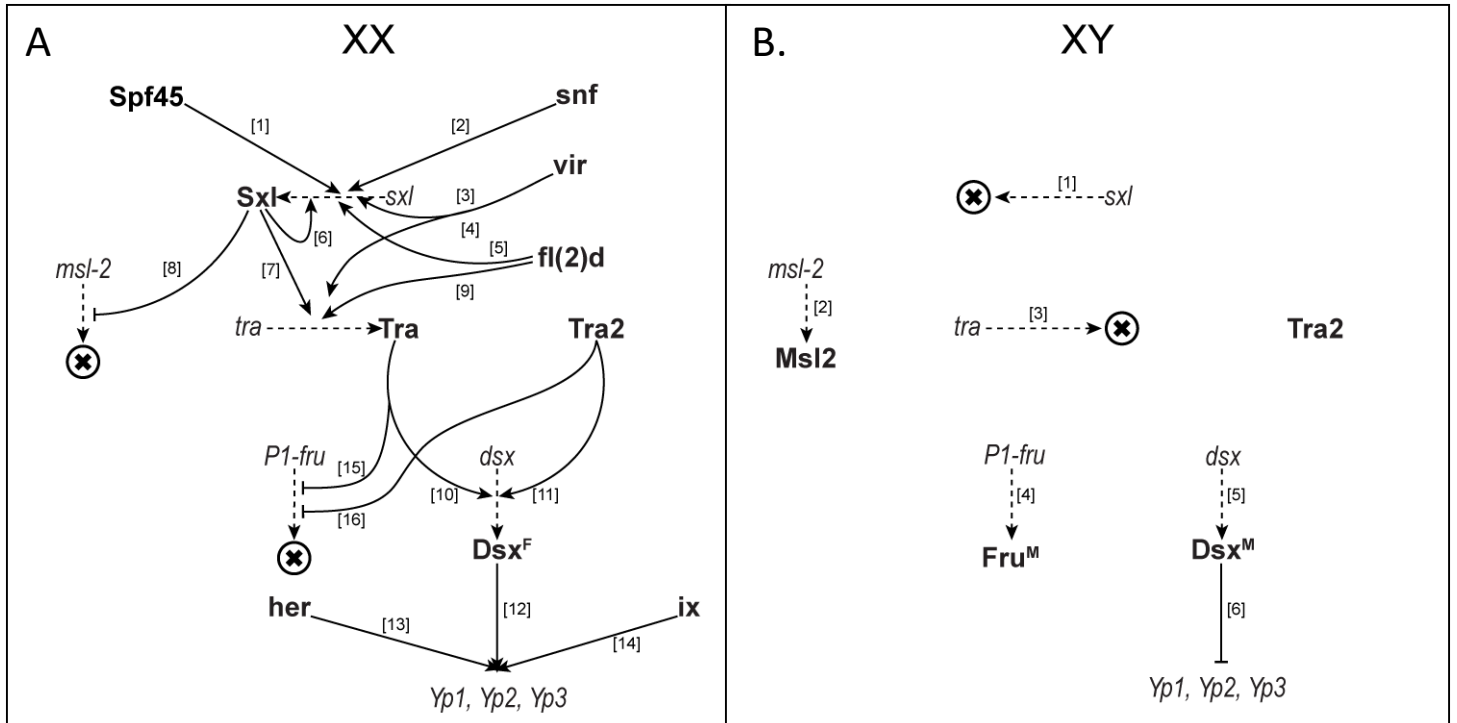 A
XX
Spf45
snf
[1]
[2]
vir
Sxl
sxl
[3]
[4]
[6]
[5]
fl(2)d
msl-2
[8]
[7]
[9]
tra
Tra
Tra2
P1-fru
[15]
dsx
[10]
[11]
[16]
DsxF
her
[12]
ix
[13]
[14]
Yp1, Yp2, Yp3
B.
XY
[1]
sxl
msl-2
[2]
Msl2
tra
[3]
Tra2
P1-fru
dsx
[4]
[5]
FruM
DsxM
[6]
Yp1, Yp2, Yp3